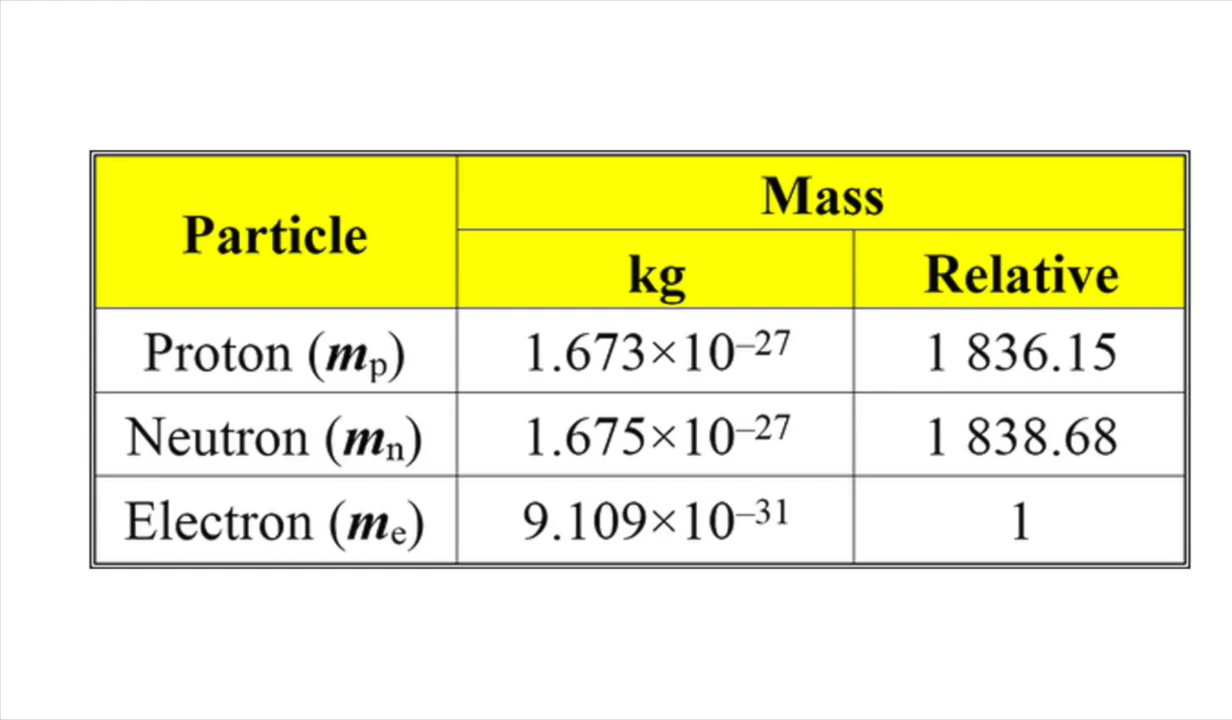 Particle Mass
kg Relative
Proton (mp) 1.673×10–27 1 836.15
Neutron (mn) 1.675×10–27 1 838.68
Electron (me) 9.109×10–31 1